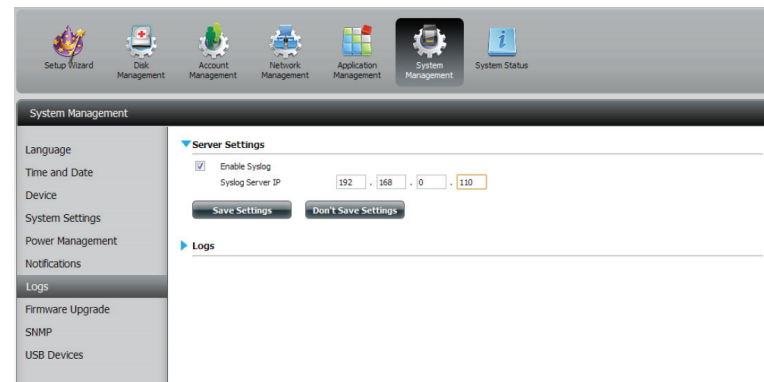 Setup Wizard
Disk Management
Account Management
Network Management
Application Management
System Management
System Status
System Management
Language
Time and Date
Device
System Settings
Power Management
Notifications
Logs
Firmware Upgrade
SNMP
USB Devices
Server Settings
Enable Syslog
Syslog Server IP 192 . 168 . 0 . 110
Save Settings Don't Save Settings
Logs